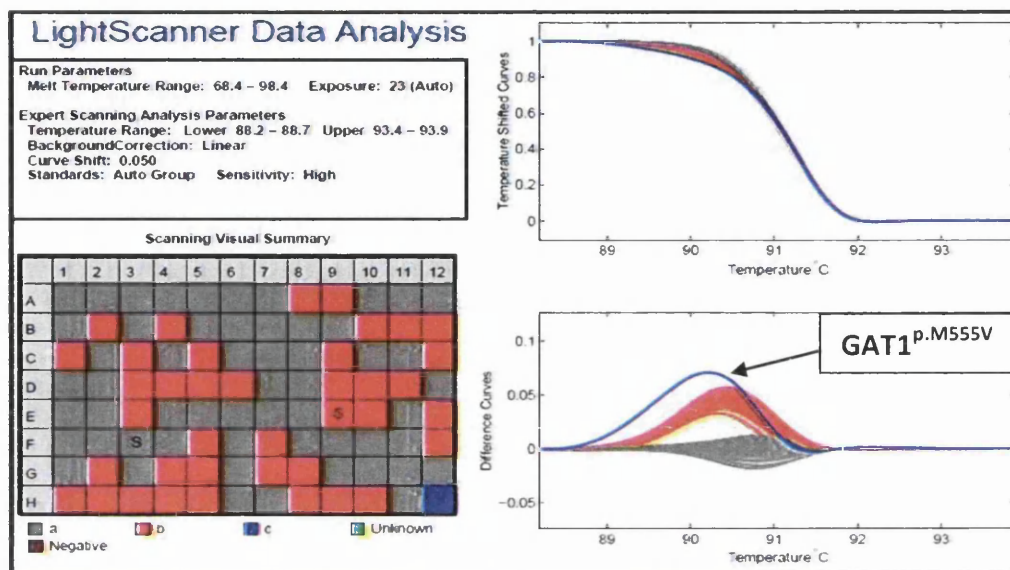 LightScanner Data Analysis
Run Parameters
Melt Temperature Range: 68.4 – 98.4 Exposure: 23 (Auto)
Expert Scanning Analysis Parameters
Temperature Range: Lower 88.2 – 88.7 Upper 93.4 – 93.9
BackgroundCorrection: Linear
Curve Shift: 0.050
Standards: Auto Group Sensitivity: High
Scanning Visual Summary
1 2 3 4 5 6 7 8 9 10 11 12
A
B
C
D
E S
F S
G
H
a b c Unknown
Negative
Temperature Shifted Curves
1
0.8
0.6
0.4
0.2
0
89 90 91 92 93
Temperature °C
Difference Curves
0.1
0.05
0
−0.05
GAT1p.M555V
89 90 91 92 93
Temperature °C